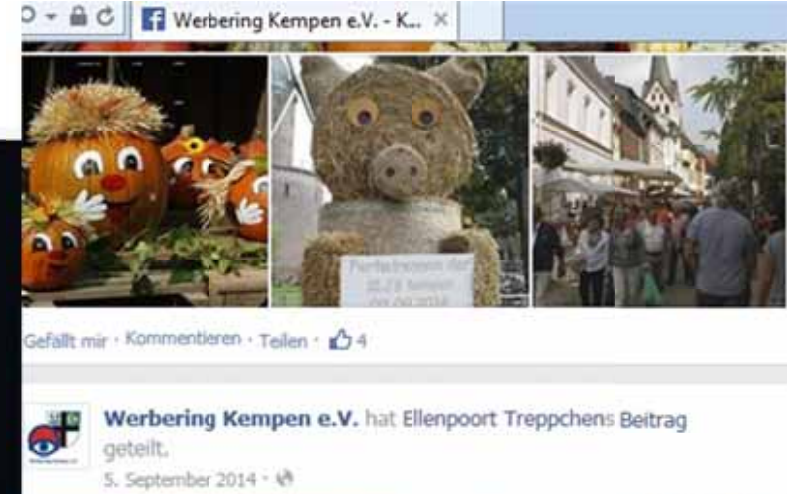 Werbering Kempen e.V. - K...
Gefällt mir · Kommentieren · Teilen · 4
Werbering Kempen e.V. hat Ellenpoort Treppchens Beitrag
geteilt.
5. September 2014